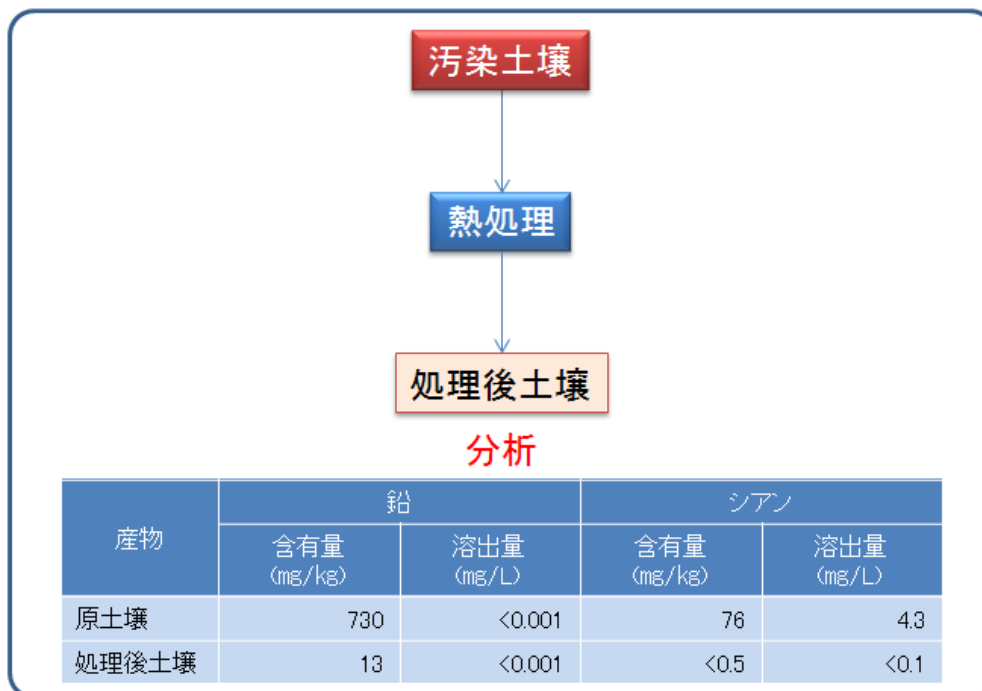 汚染土壌
熱処理
処理後土壌
分析
産物 鉛 シアン
含有量 溶出量 含有量 溶出量
(mg/kg) (mg/L) (mg/kg) (mg/L)
原土壌 730 <0.001 76 4.3
処理後土壌 13 <0.001 <0.5 <0.1